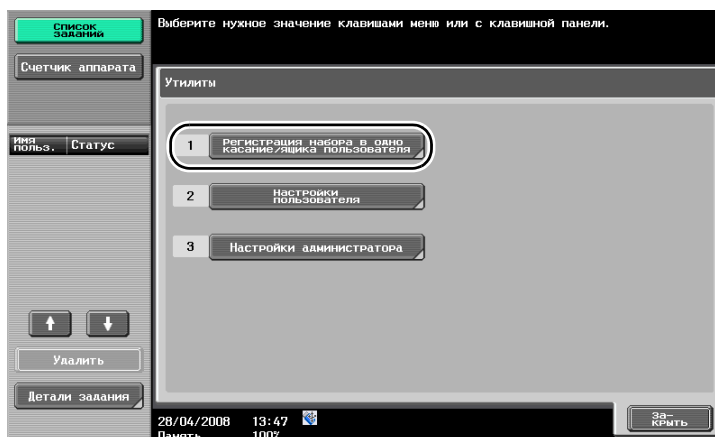 Список
заданий
Выберите нужное значение клавишами меню или с клавишной панели.
Счетчик аппарата
Утилиты
Имя
польз.
Статус
1
Регистрация набора в одно
касание/ящика пользователя
2
Настройки
пользователя
3
Настройки администратора
Удалить
Детали задания
За-
крыть
28/04/2008 13:47
Память 100%